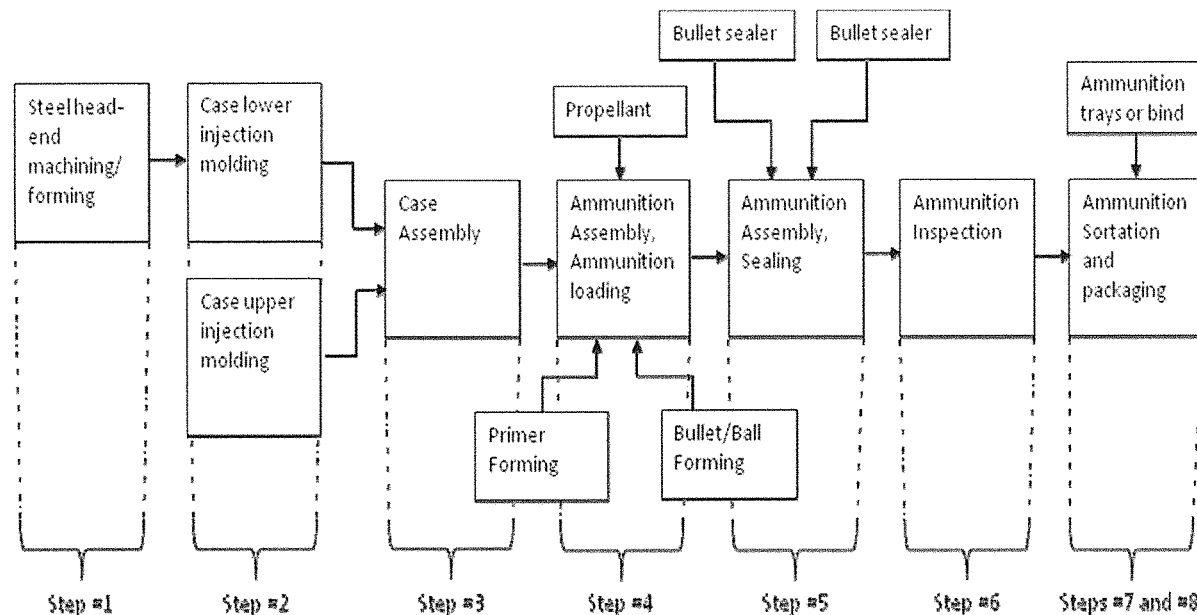 Bullet sealer
Bullet sealer
Steel head-
end
machining/
forming
Case lower
injection
molding
Propellant
Ammunition
trays or bind
Case
Assembly
Ammunition
Assembly,
Ammunition
loading
Ammunition
Assembly,
Sealing
Ammunition
Inspection
Ammunition
Sortation
and
packaging
Case upper
injection
molding
Primer
Forming
Bullet/Ball
Forming
Step #1
Step #2
Step #3
Step #4
Step #5
Step #6
Steps #7 and #8